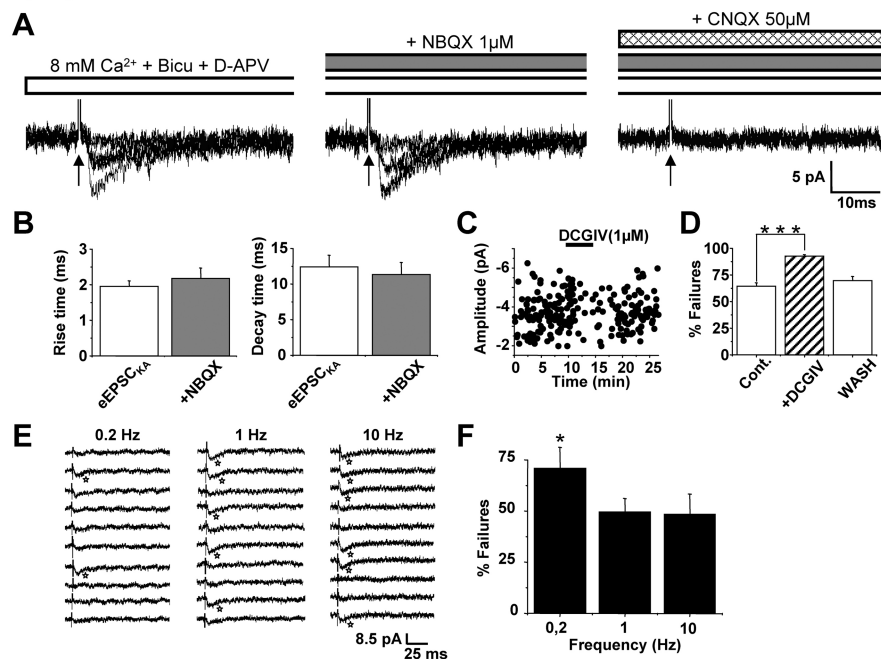 A
8 mm Ca²⁺ + Bicu + D-APV
+ NBQX 1µM
+ CNQX 50µM
5 pA
10ms
B
Rise time (ms)
3
2
1
0
eEPSC_KA
+NBQX
Decay time (ms)
15
10
5
0
eEPSC_KA
+NBQX
C
DCGIV(1µM)
Amplitude (pA)
-6
-4
-2
0 5 10 15 20 25
Time (min)
D
***
% Failures
100
75
50
25
0
Cont.
+DCGIV
WASH
E
0.2 Hz
1 Hz
10 Hz
8.5 pA
25 ms
F
*
% Failures
75
50
25
0
0,2 1 10
Frequency (Hz)